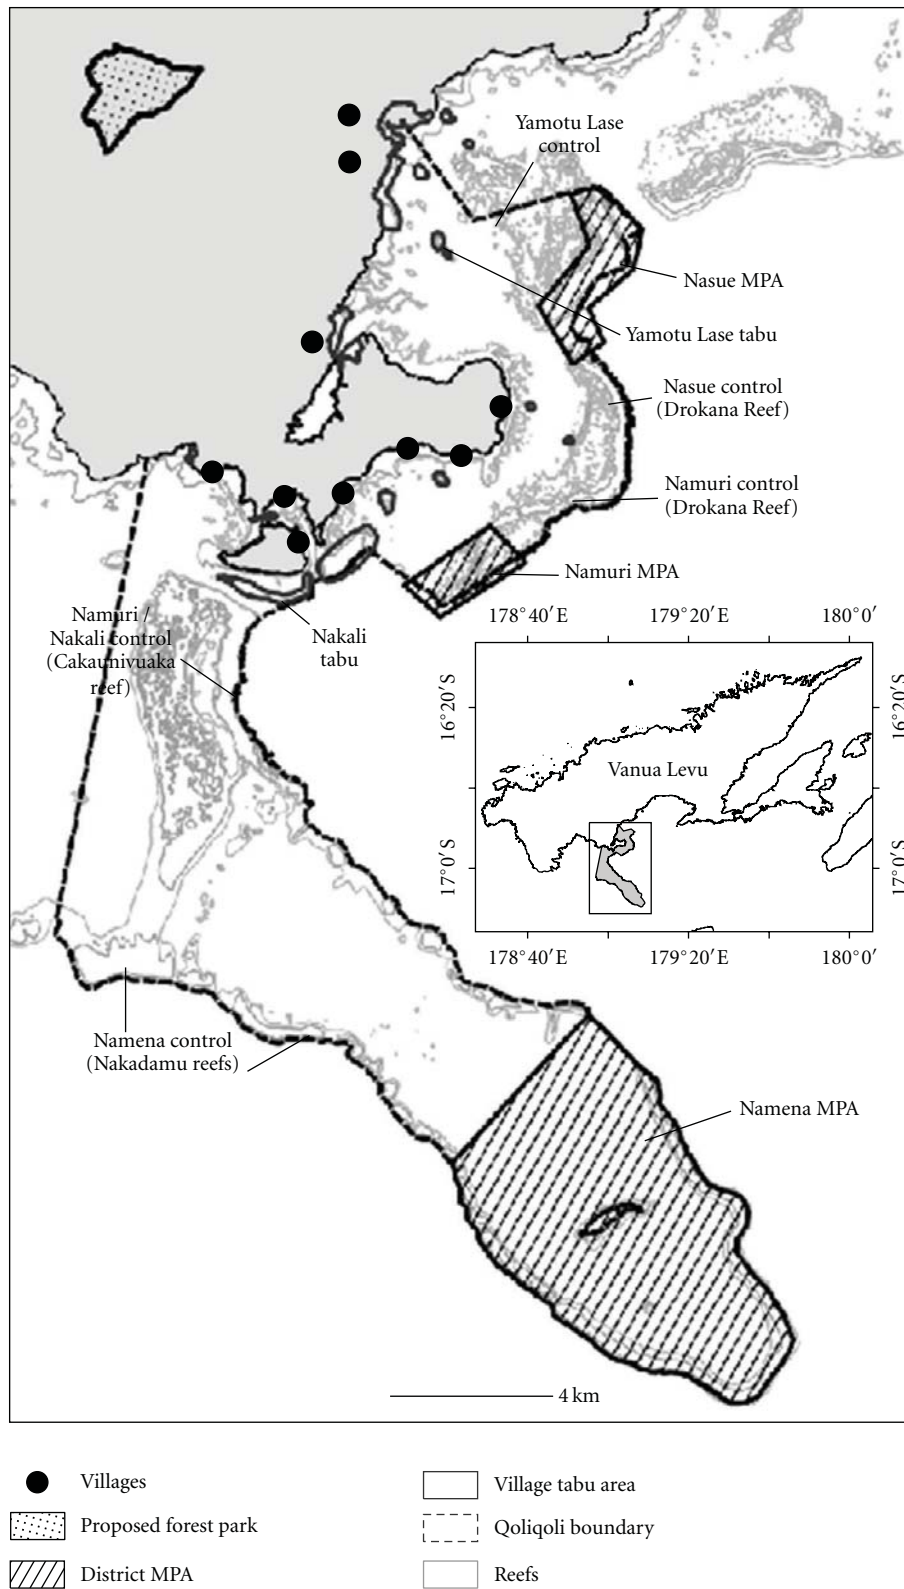 Yamotu Lase
control
Nasue MPA
Yamotu Lase tabu
Nasue control
(Drokana Reef)
Namuri control
(Drokana Reef)
Namuri MPA
Namuri /
Nakali control
(Cakaunivuaka
reef)
Nakali
tabu
178°40′E 179°20′E 180°0′
16°20′S
16°20′S
Vanua Levu
17°0′S
17°0′S
178°40′E 179°20′E 180°0′
Namena control
(Nakadamu reefs)
Namena MPA
4 km
Villages
Proposed forest park
District MPA
Village tabu area
Qoliqoli boundary
Reefs